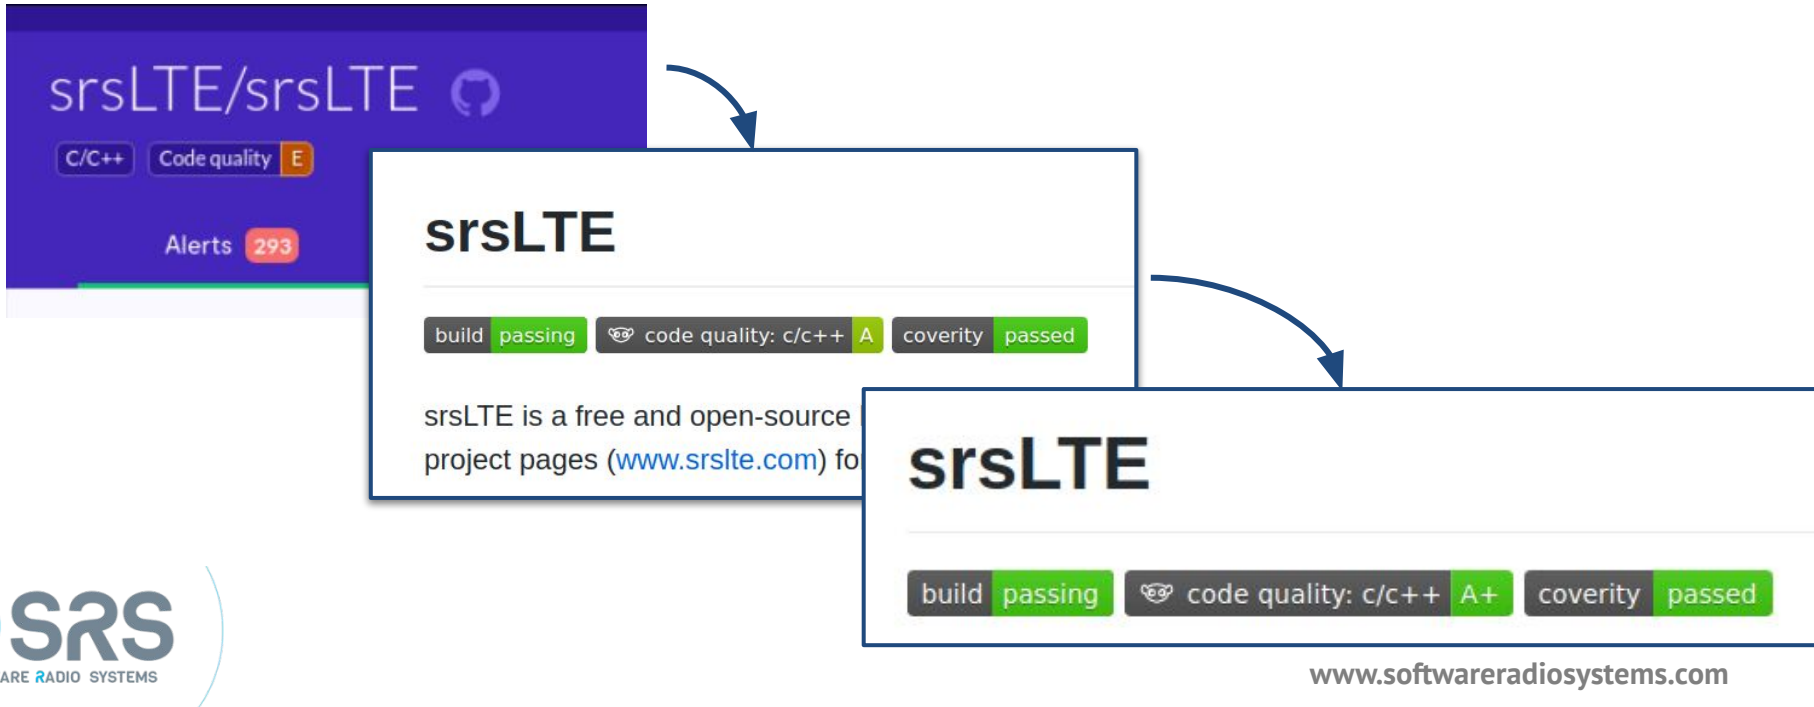 srsLTE/srsLTE
C/C++ Code quality E
Alerts 293
srsLTE
build passing code quality: c/c++ A coverity passed
srsLTE is a free and open-source
project pages (www.srslte.com) fo
srsLTE
build passing code quality: c/c++ A+ coverity passed
SRS
ARE RADIO SYSTEMS
www.softwareradiosystems.com